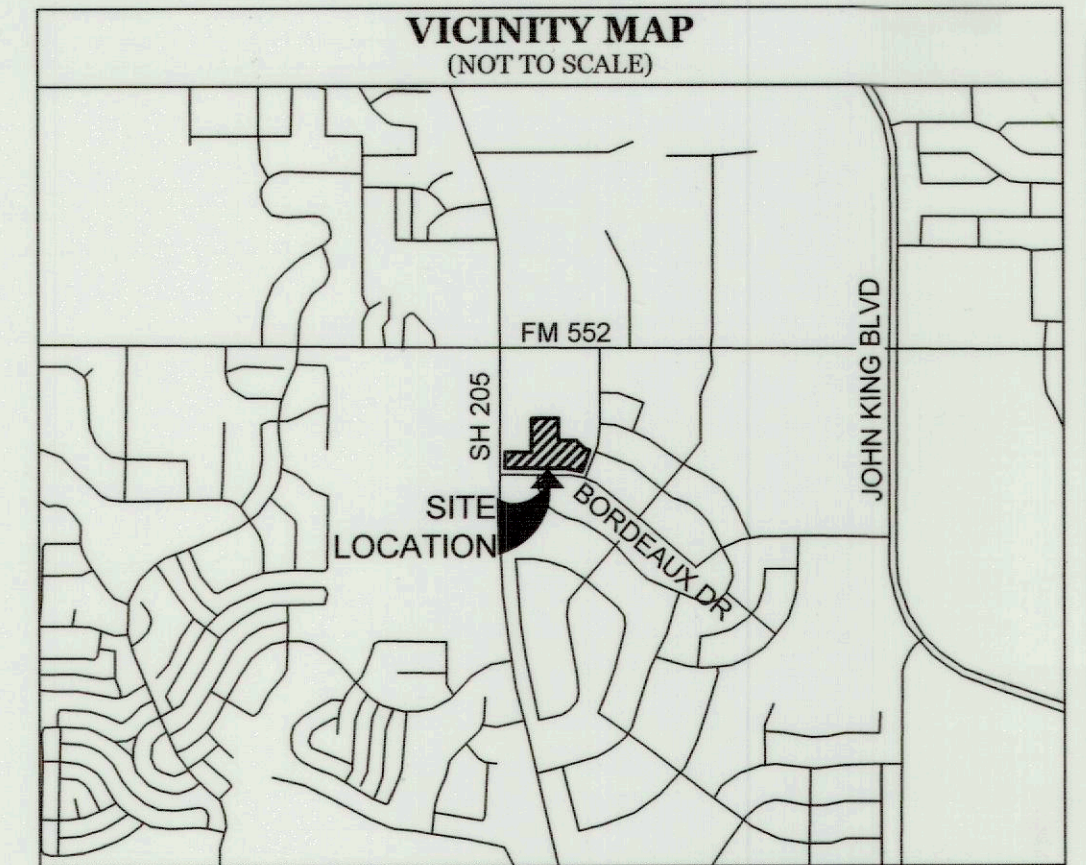 VICINITY MAP
(NOT TO SCALE)
FM 552
SH 205
JOHN KING BLVD
SITE
LOCATION
BORDEAUX DR